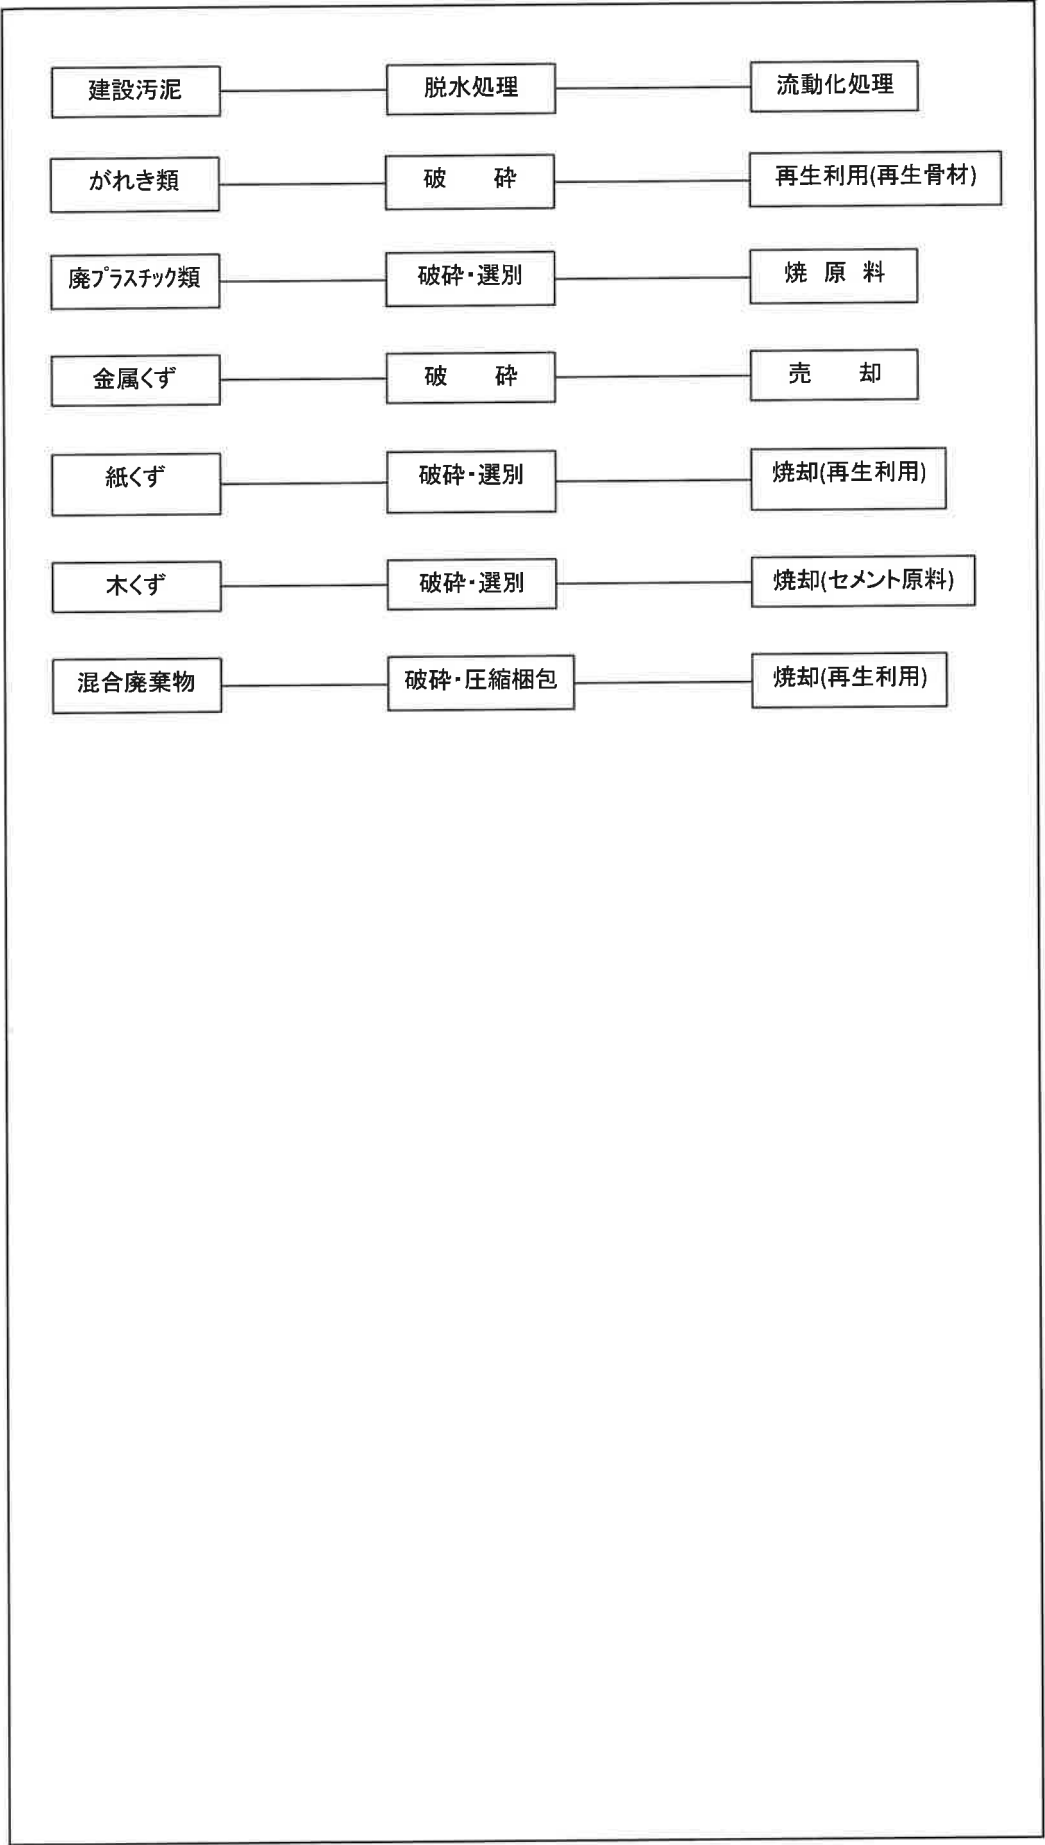 建設汚泥 脱水処理 流動化処理
がれき類 破　砕 再生利用(再生骨材)
廃プラスチック類 破砕・選別 焼 原 料
金属くず 破　砕 売　却
紙くず 破砕・選別 焼却(再生利用)
木くず 破砕・選別 焼却(セメント原料)
混合廃棄物 破砕・圧縮梱包 焼却(再生利用)